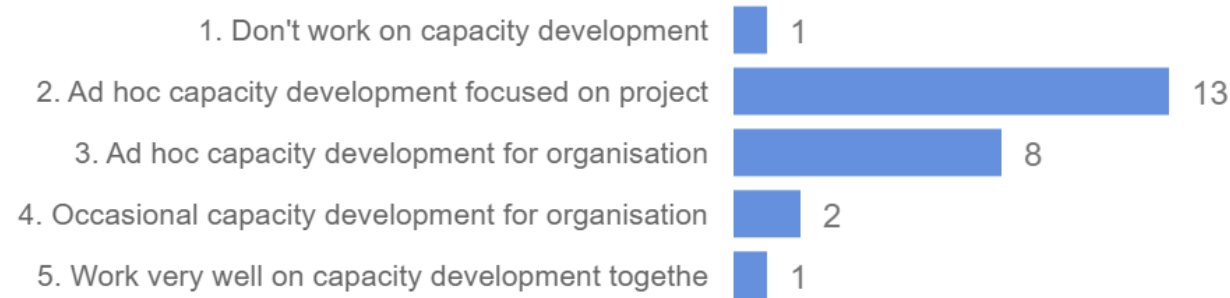 1. Don't work on capacity development 1
2. Ad hoc capacity development focused on project 13
3. Ad hoc capacity development for organisation 8
4. Occasional capacity development for organisation 2
5. Work very well on capacity development togethe 1